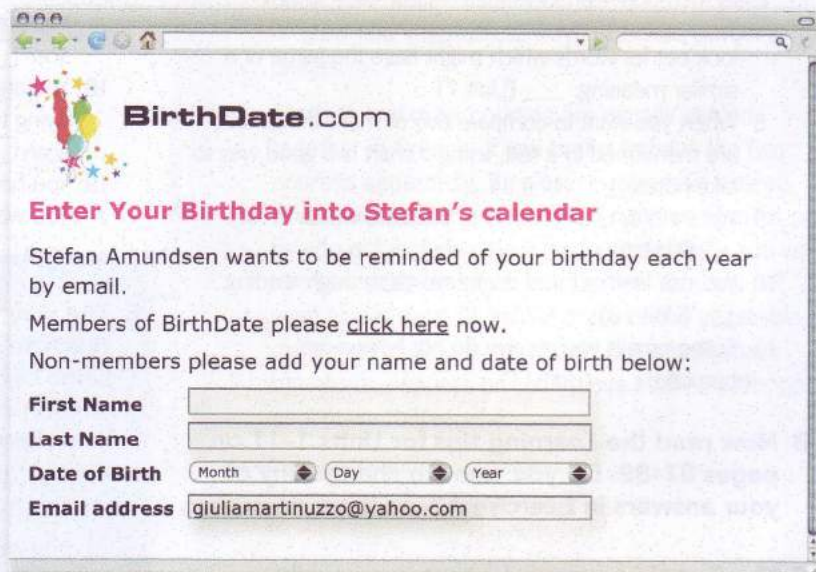 BirthDate.com
Enter Your Birthday into Stefan's calendar
Stefan Amundsen wants to be reminded of your birthday each year
by email.
Members of BirthDate please click here now.
Non-members please add your name and date of birth below:
First Name
Last Name
Date of Birth Month Day Year
Email address giuliamartinuzzo@yahoo.com